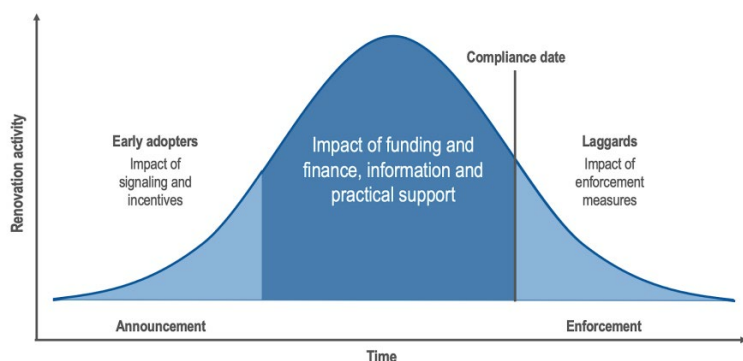 Compliance date
Early adopters
Impact of
signaling and
incentives
Impact of funding and
finance, information and
practical support
Laggards
Impact of
enforcement
measures
Renovation activity
Announcement
Enforcement
Time